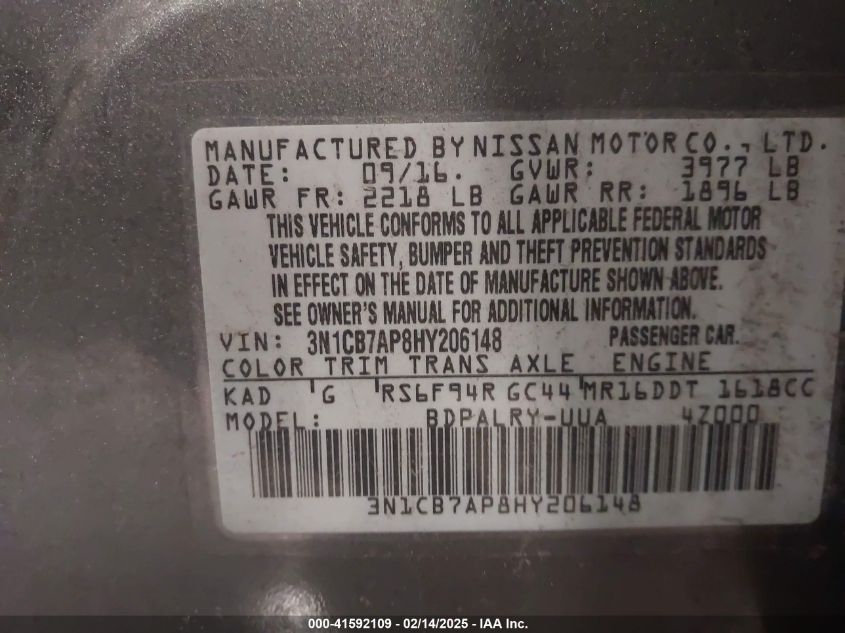 MANUFACTURED BY NISSAN MOTOR CO., LTD.
DATE: 09/16. GVWR: 3977 LB
GAWR FR: 2218 LB GAWR RR: 1896 LB
THIS VEHICLE CONFORMS TO ALL APPLICABLE FEDERAL MOTOR
VEHICLE SAFETY, BUMPER AND THEFT PREVENTION STANDARDS
IN EFFECT ON THE DATE OF MANUFACTURE SHOWN ABOVE.
SEE OWNER'S MANUAL FOR ADDITIONAL INFORMATION.
VIN: 3N1CB7AP8HY206148 PASSENGER CAR.
COLOR TRIM TRANS AXLE ENGINE
KAD G RS6F94R GC44 MR16DDT 1618CC
MODEL: BDPALRY-UUA 4Z000
3N1CB7AP8HY206148
000-41592109 - 02/14/2025 - IAA Inc.